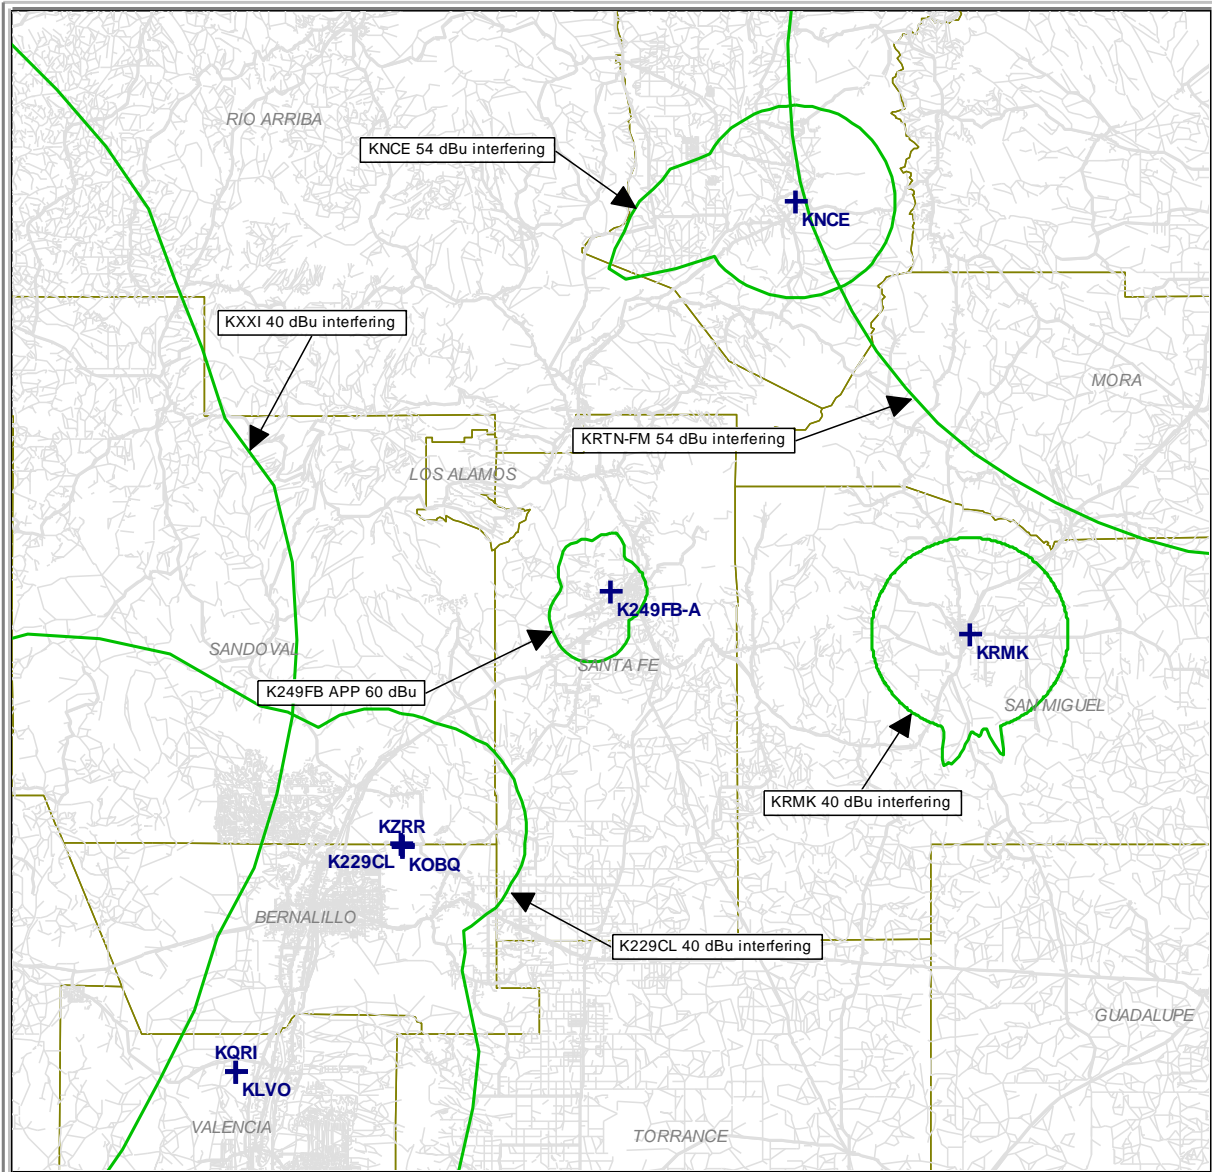 RIO ARRIBA
KNCE 54 dBu interfering
KNCE
KXXI 40 dBu interfering
MORA
KRTN-FM 54 dBu interfering
LOS ALAMOS
K249FB-A
KRMK
SANDOVAL
SANTA FE
K249FB APP 60 dBu
SAN MIGUEL
KRMK 40 dBu interfering
KZRR
K229CL
KOBQ
BERNALILLO
K229CL 40 dBu interfering
GUADALUPE
KQRI
KLVO
VALENCIA
TORRANCE